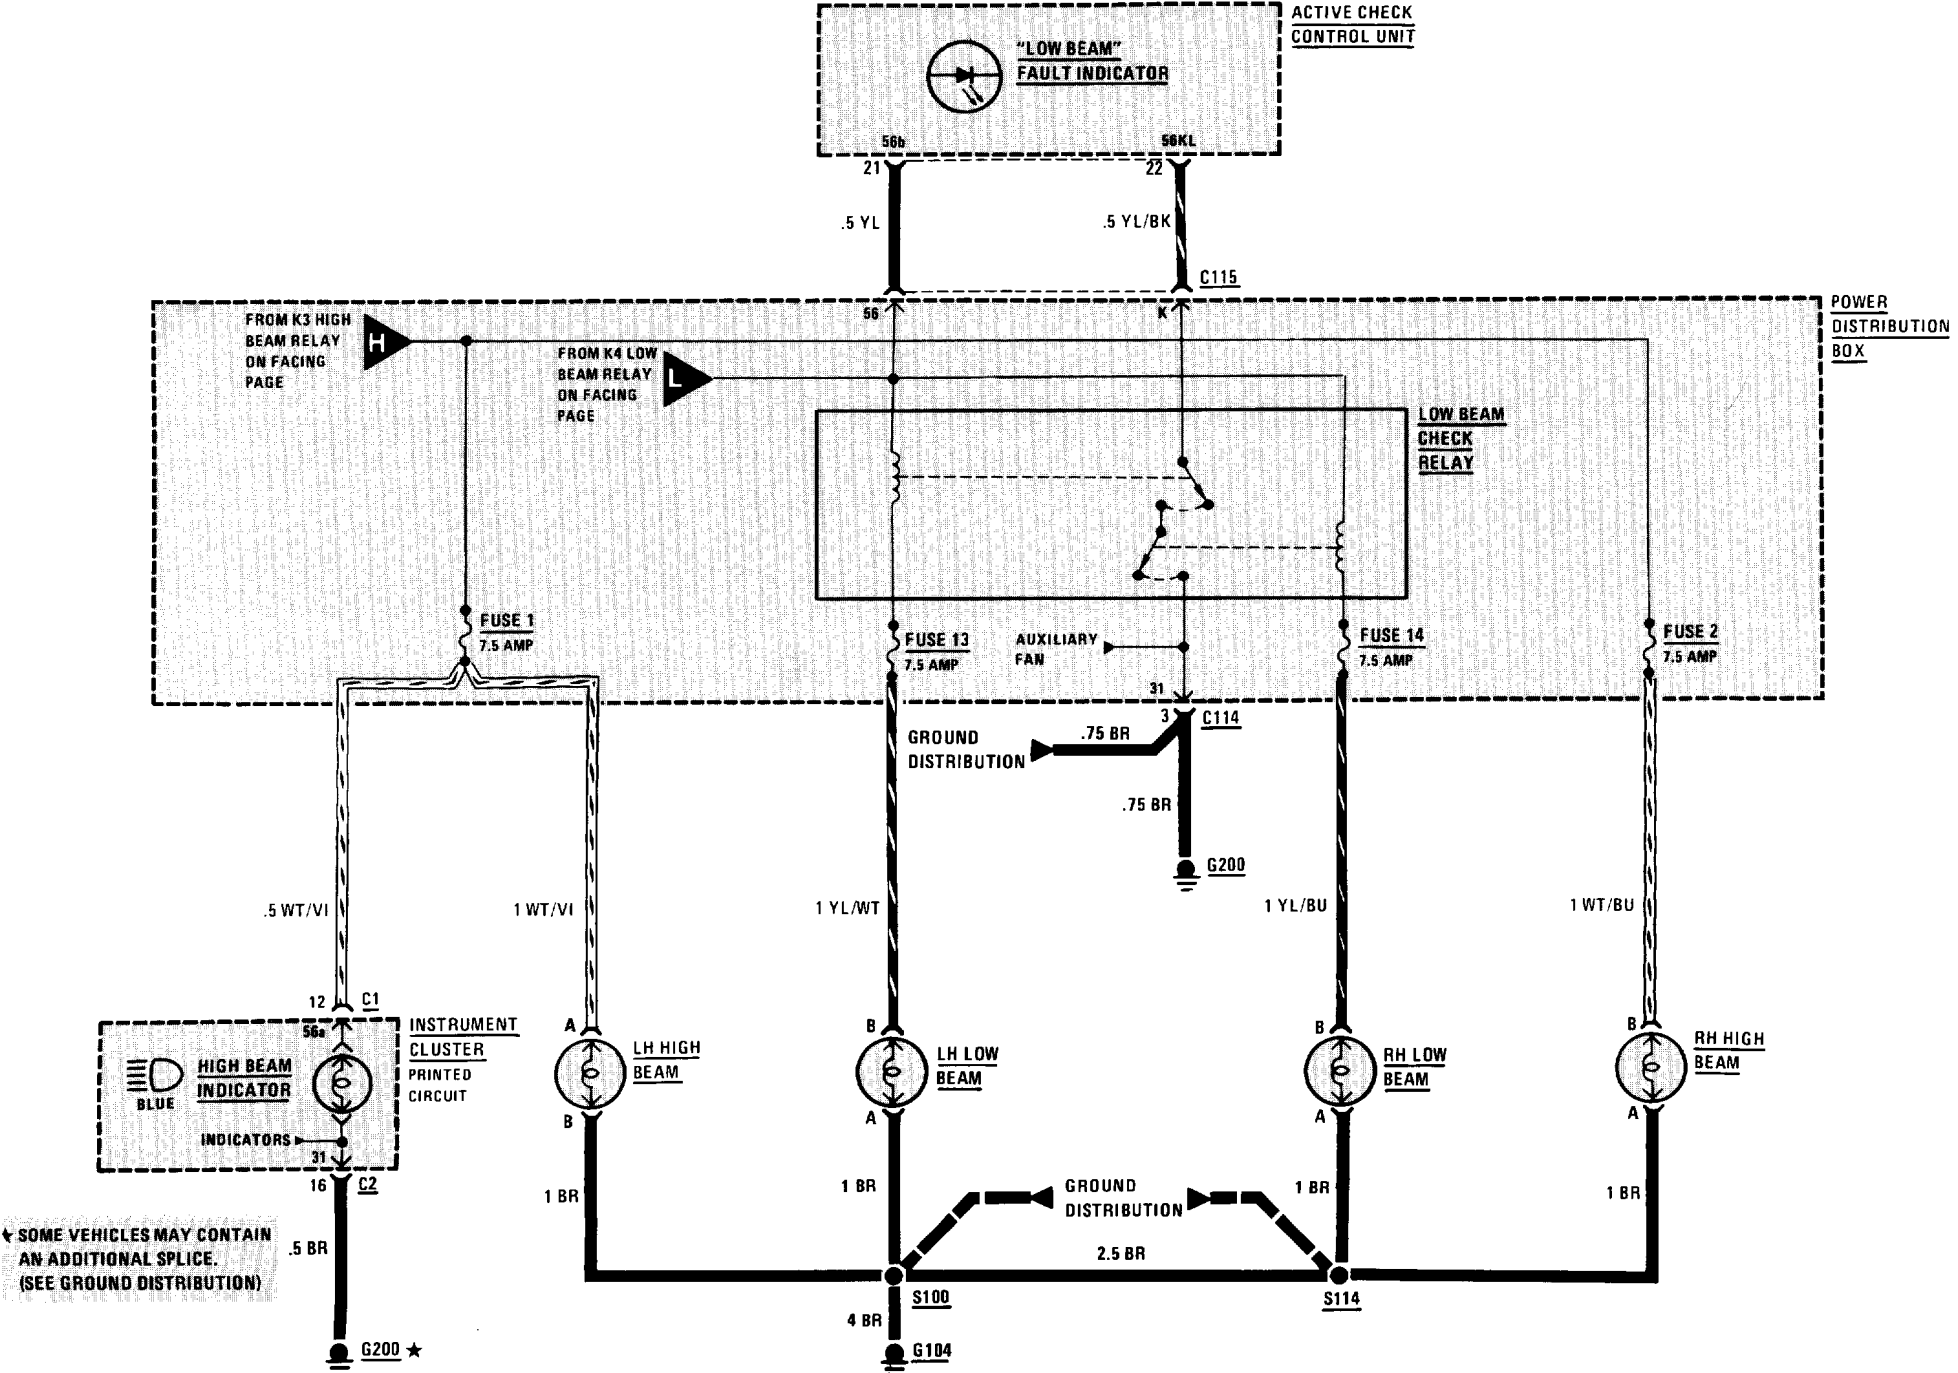 ACTIVE CHECK
CONTROL UNIT
"LOW BEAM"
FAULT INDICATOR
56b
56KL
21
22
.5 YL
.5 YL/BK
C115
POWER
DISTRIBUTION
BOX
56
K
FROM K3 HIGH
BEAM RELAY
ON FACING
PAGE
H
FROM K4 LOW
BEAM RELAY
ON FACING
PAGE
L
LOW BEAM
CHECK
RELAY
FUSE 1
7.5 AMP
FUSE 13
7.5 AMP
AUXILIARY
FAN
FUSE 14
7.5 AMP
FUSE 2
7.5 AMP
31
3
C114
GROUND
DISTRIBUTION
.75 BR
.75 BR
G200
.5 WT/VI
1 WT/VI
1 YL/WT
1 YL/BU
1 WT/BU
12
C1
56a
INSTRUMENT
CLUSTER
PRINTED
CIRCUIT
HIGH BEAM
INDICATOR
BLUE
INDICATORS
31
16
C2
A
LH HIGH
BEAM
B
B
LH LOW
BEAM
A
B
RH LOW
BEAM
A
B
RH HIGH
BEAM
A
1 BR
1 BR
GROUND
DISTRIBUTION
1 BR
1 BR
★ SOME VEHICLES MAY CONTAIN
AN ADDITIONAL SPLICE.
(SEE GROUND DISTRIBUTION)
.5 BR
2.5 BR
S100
S114
4 BR
G200 ★
G104